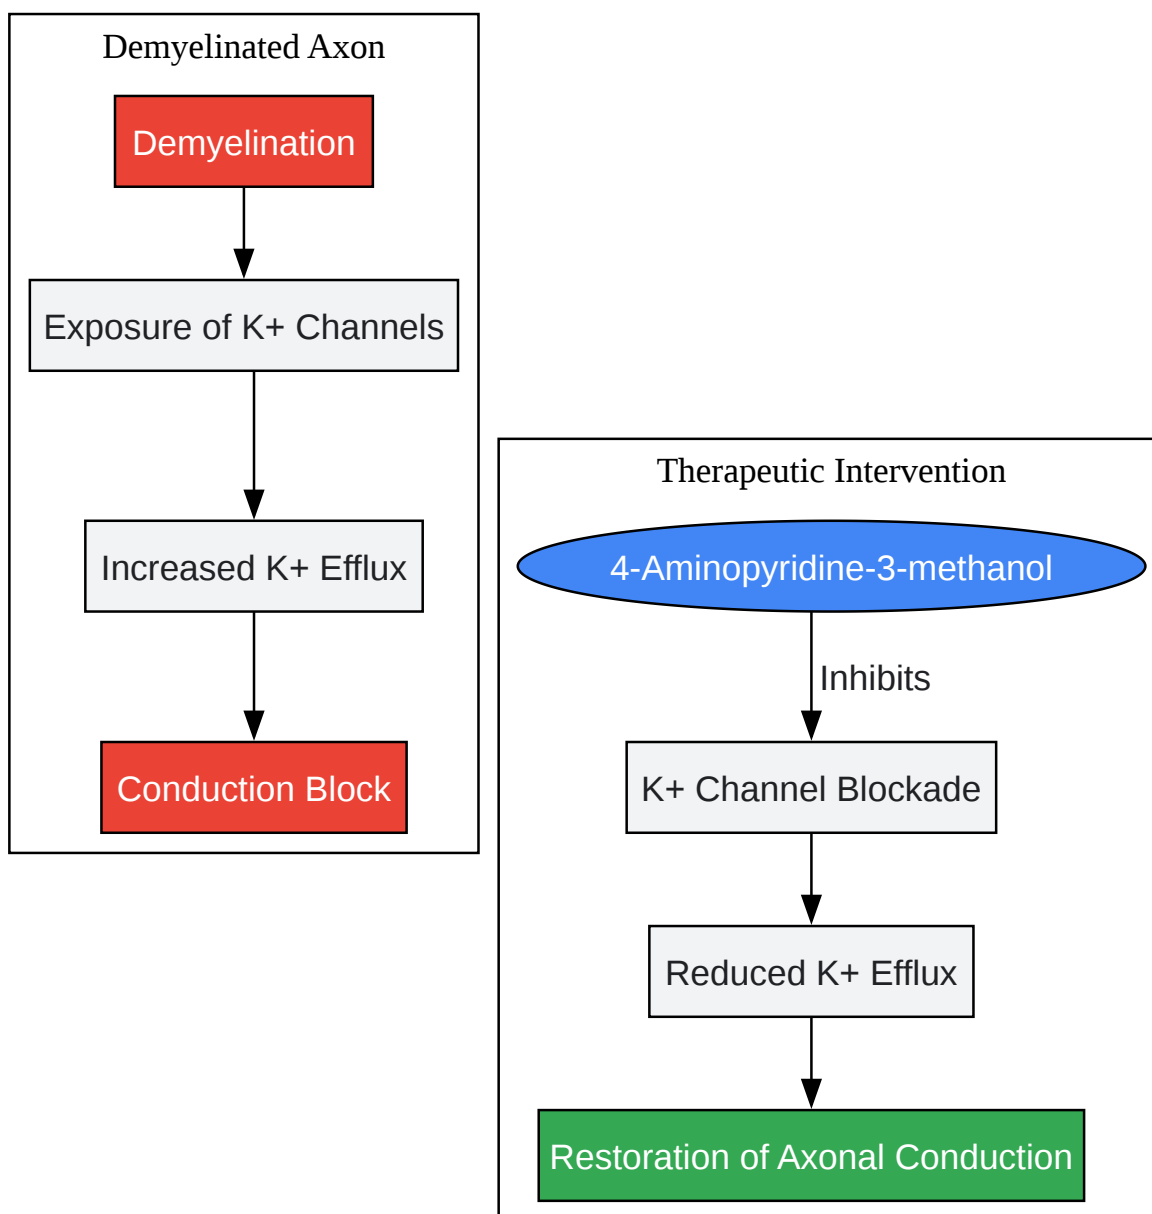 Demyelinated Axon
Demyelination
Exposure of K+ Channels
Increased K+ Efflux
Conduction Block
Therapeutic Intervention
4-Aminopyridine-3-methanol
Inhibits
K+ Channel Blockade
Reduced K+ Efflux
Restoration of Axonal Conduction